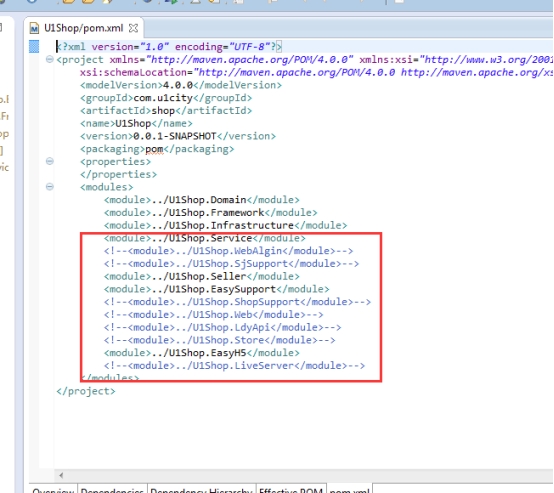 U1Shop/pom.xml
<?xml version="1.0" encoding="UTF-8"?>
<project xmlns="http://maven.apache.org/POM/4.0.0" xmlns:xsi="http://www.w3.org/2001
xsi:schemaLocation="http://maven.apache.org/POM/4.0.0 http://maven.apache.org/xs
<modelVersion>4.0.0</modelVersion>
<groupId>com.u1city</groupId>
<artifactId>shop</artifactId>
<name>U1Shop</name>
<version>0.0.1-SNAPSHOT</version>
<packaging>pom</packaging>
<properties>
</properties>
<modules>
<module>../U1Shop.Domain</module>
<module>../U1Shop.Framework</module>
<module>../U1Shop.Infrastructure</module>
<module>../U1Shop.Service</module>
<!--<module>../U1Shop.WebAlgin</module>-->
<!--<module>../U1Shop.SjSupport</module>-->
<module>../U1Shop.Seller</module>
<module>../U1Shop.EasySupport</module>
<!--<module>../U1Shop.ShopSupport</module>-->
<!--<module>../U1Shop.Web</module>-->
<!--<module>../U1Shop.LdyApi</module>-->
<!--<module>../U1Shop.Store</module>-->
<module>../U1Shop.EasyH5</module>
<!--<module>../U1Shop.LiveServer</module>-->
</modules>
</project>
Overview Dependencies Dependency Hierarchy Effective POM pom.xml